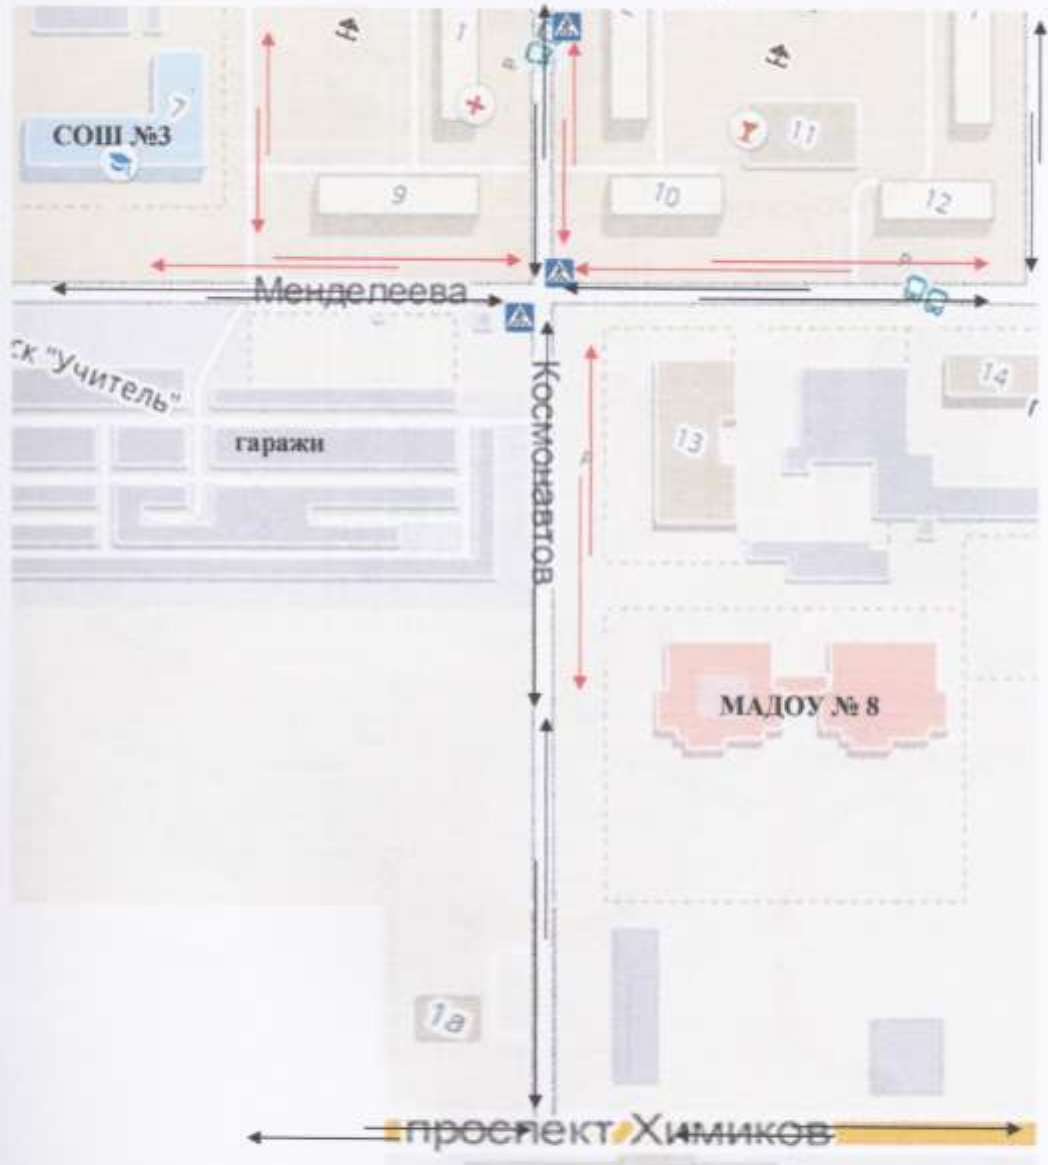 1
7
СОШ №3
11
9
10
12
Менделеева
ск "Учитель"
Космонавтов
14
13
гаражи
МАДОУ № 8
1а
проспект Химиков